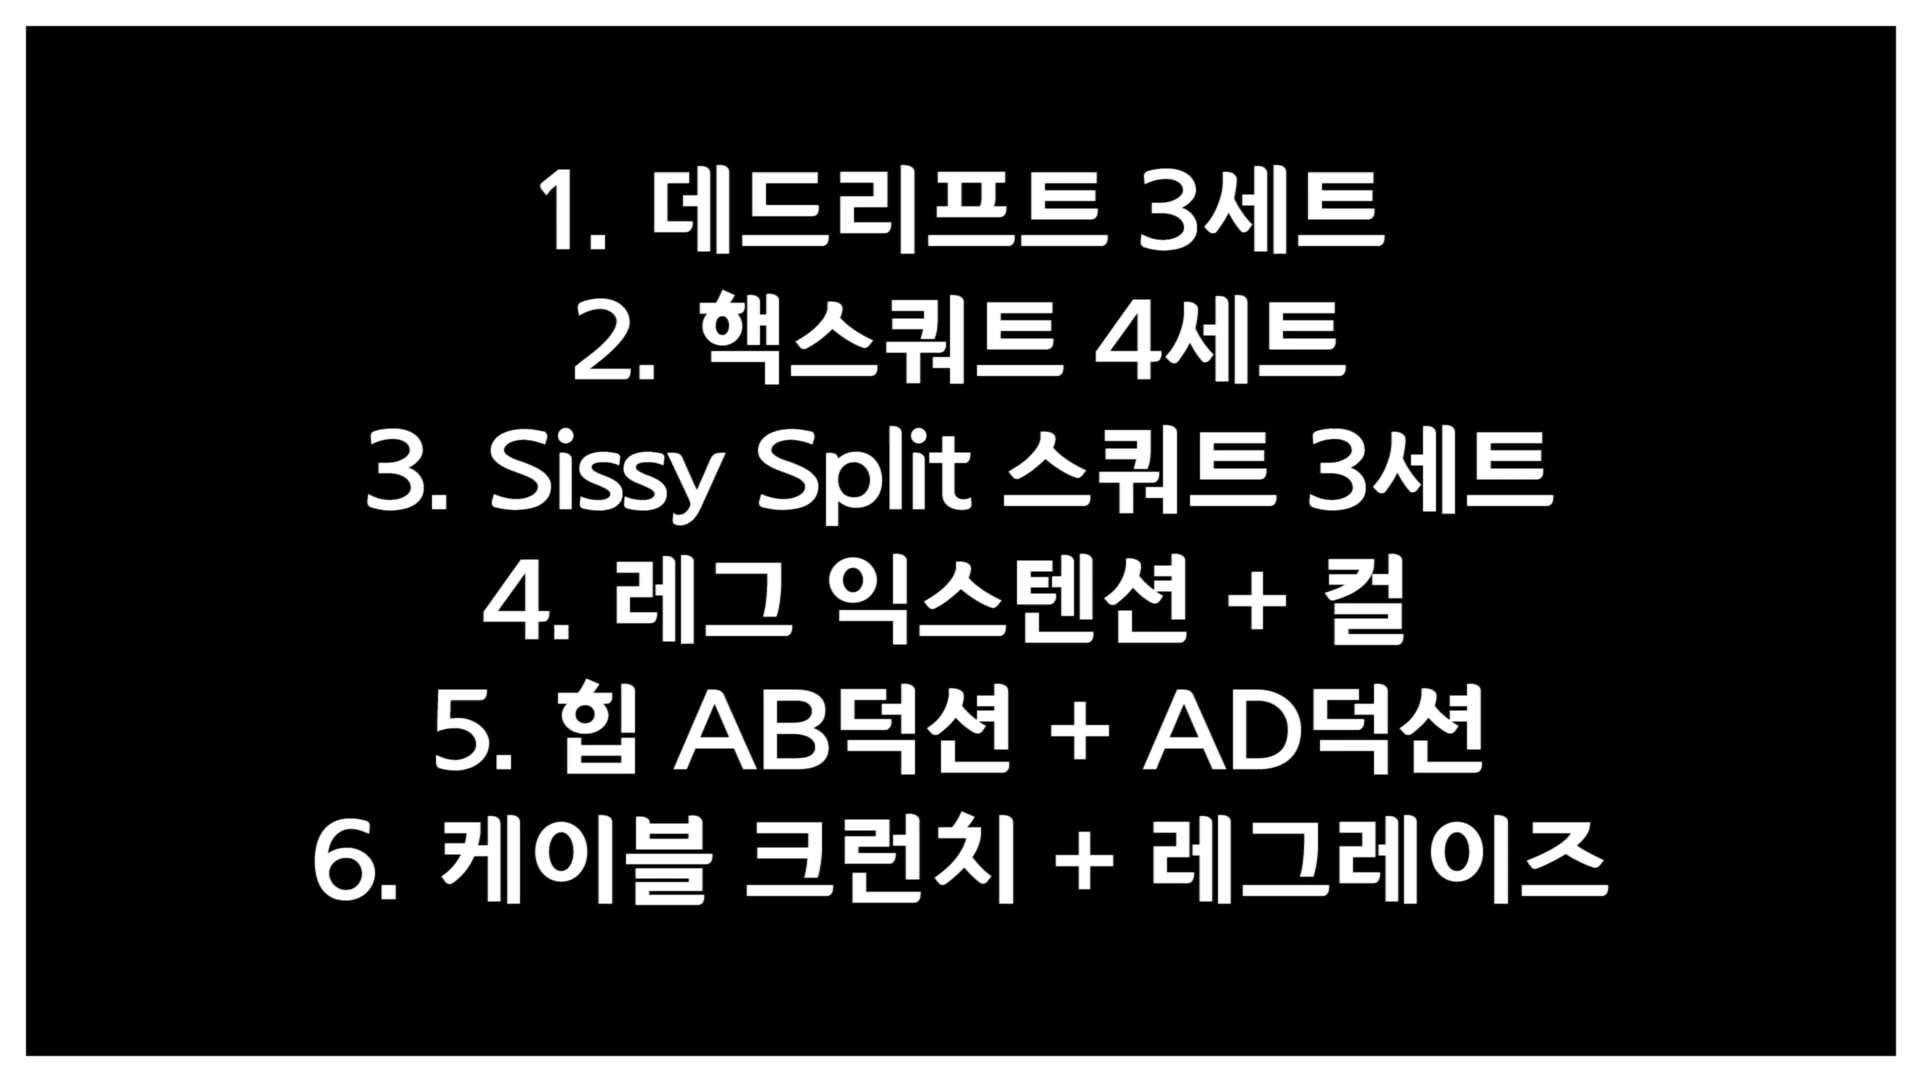 1. 데드리프트 3세트
2. 핵스쿼트 4세트
3. Sissy Split 스쿼트 3세트
4. 레그 익스텐션 + 컬
5. 힙 AB덕션 + AD덕션
6. 케이블 크런치 + 레그레이즈